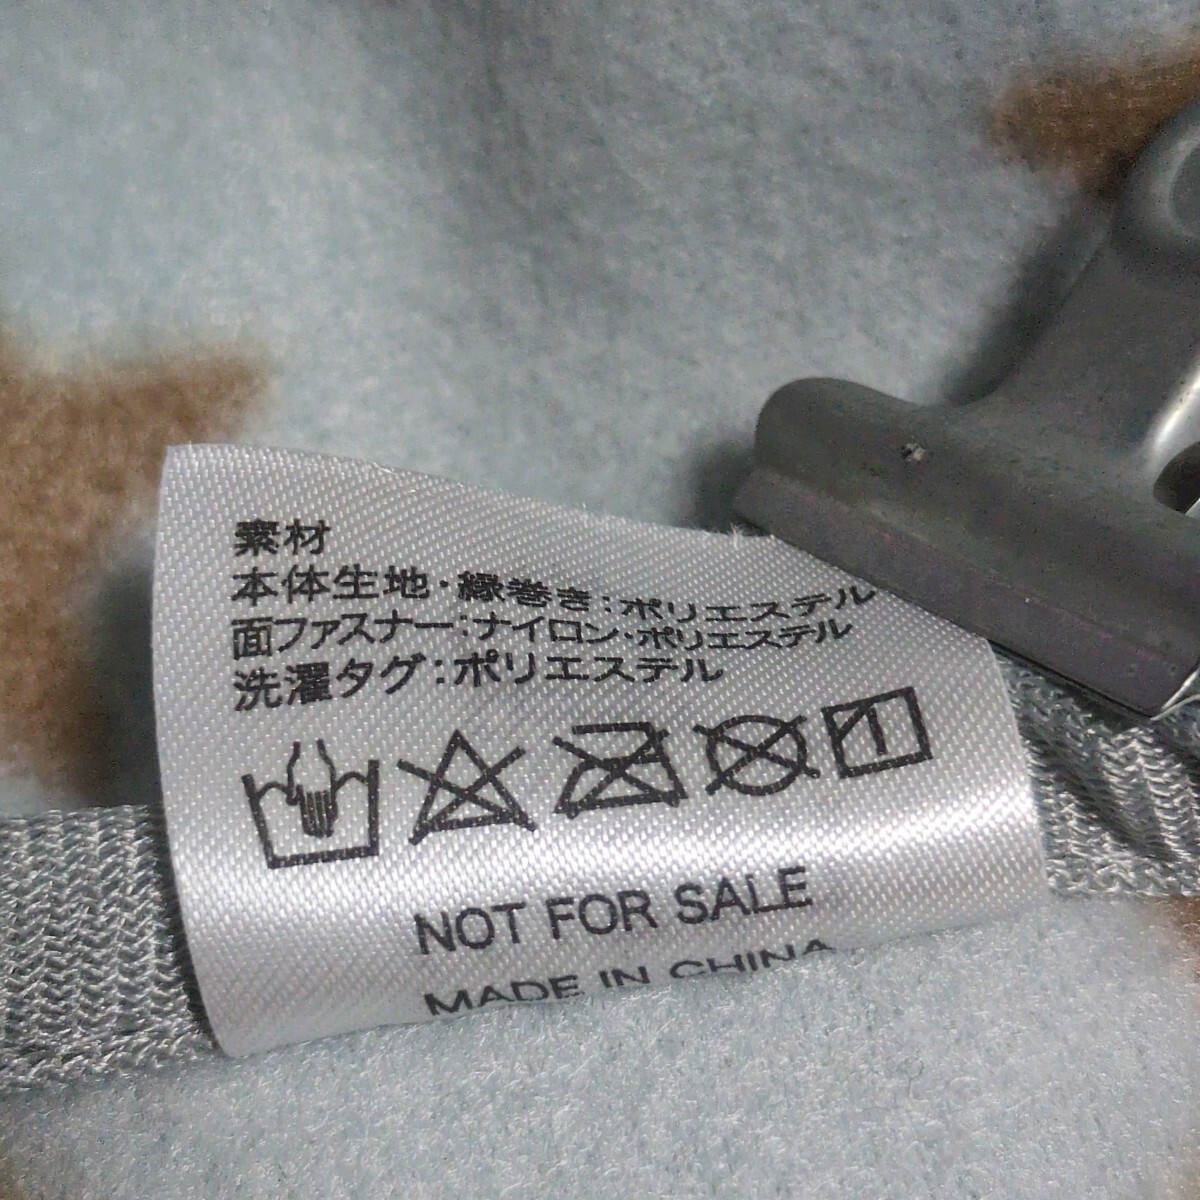 素材
本体生地・縁巻き:ポリエステル
面ファスナー:ナイロン・ポリエステル
洗濯タグ:ポリエステル
NOT FOR SALE
MADE IN CHINA